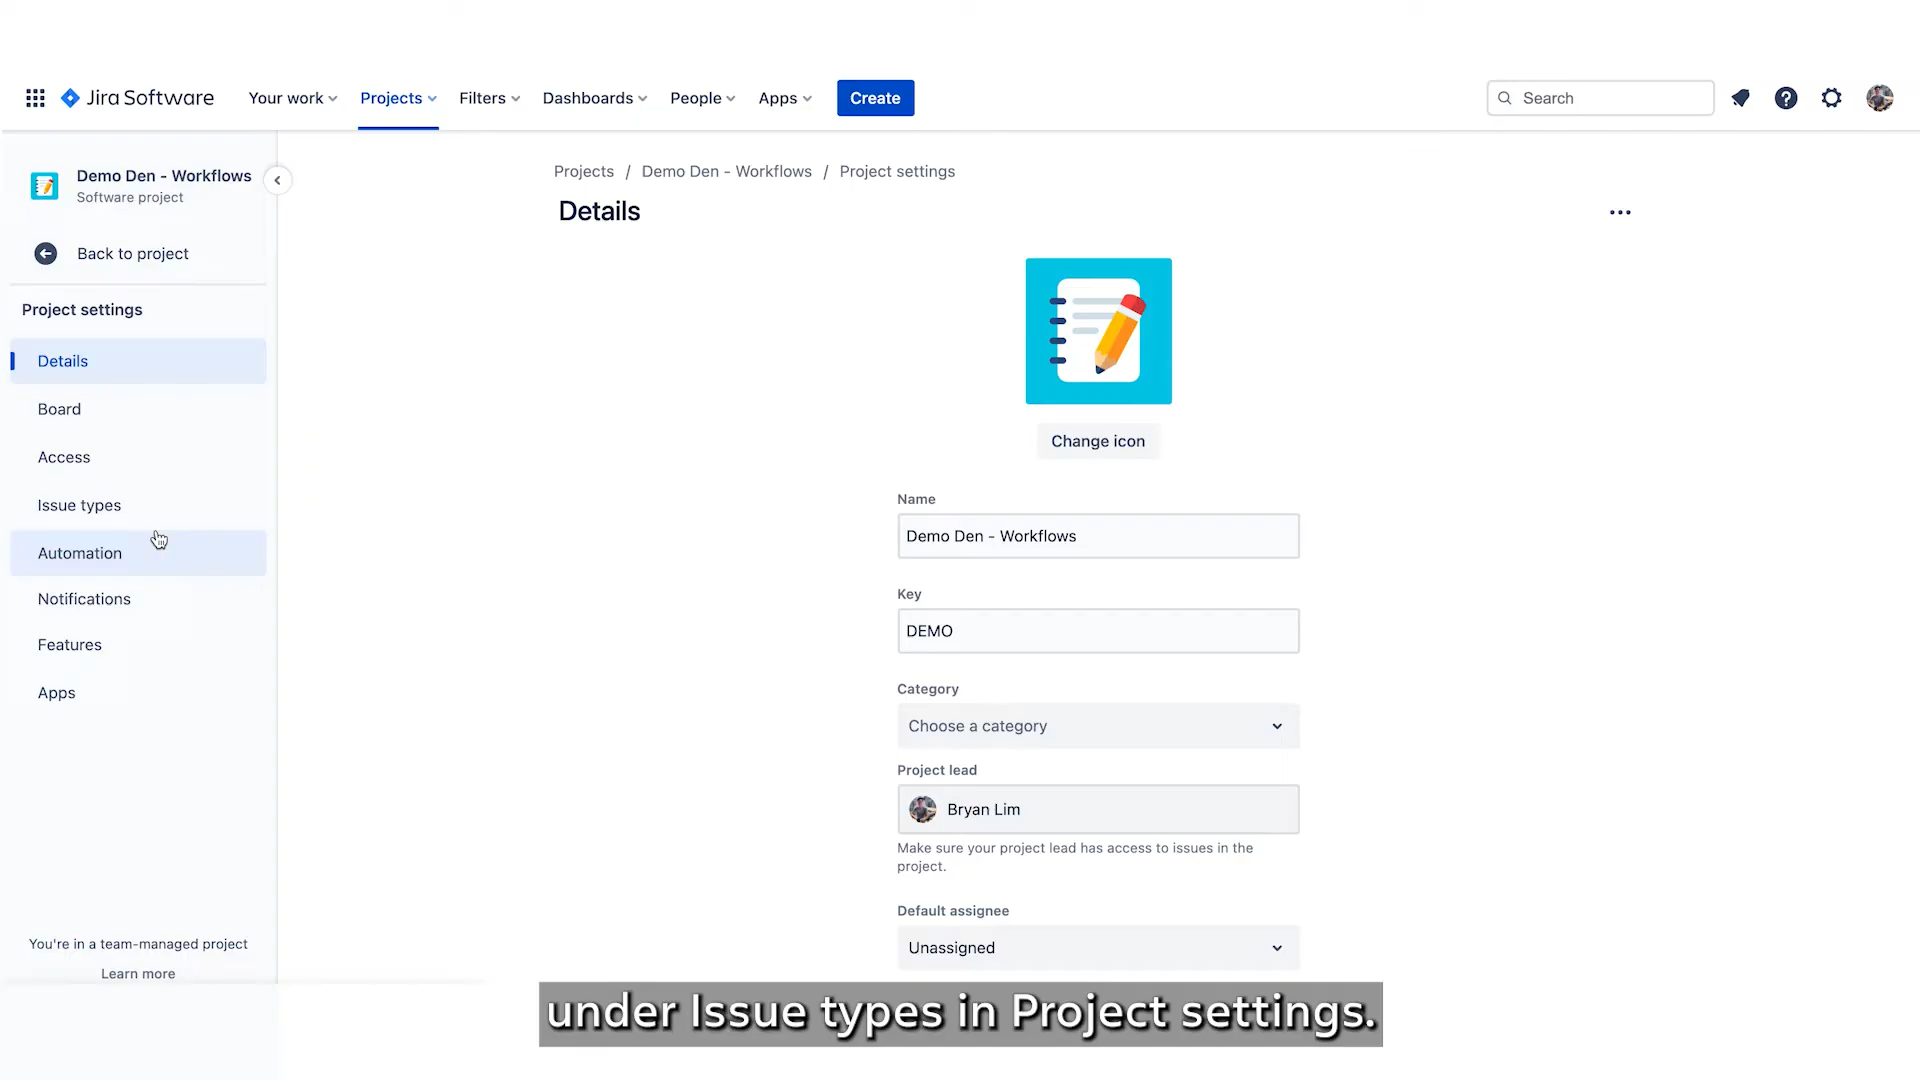 Jira Software
Your work
Projects
Filters
Dashboards
People
Apps
Create
Search
Demo Den - Workflows
Software project
Back to project
Project settings
Details
Board
Access
Issue types
Automation
Notifications
Features
Apps
You're in a team-managed project
Learn more
Projects / Demo Den - Workflows / Project settings
Details
Change icon
Name
Demo Den - Workflows
Key
DEMO
Category
Choose a category
Project lead
Bryan Lim
Make sure your project lead has access to issues in the
project.
Default assignee
Unassigned
under Issue types in Project settings.